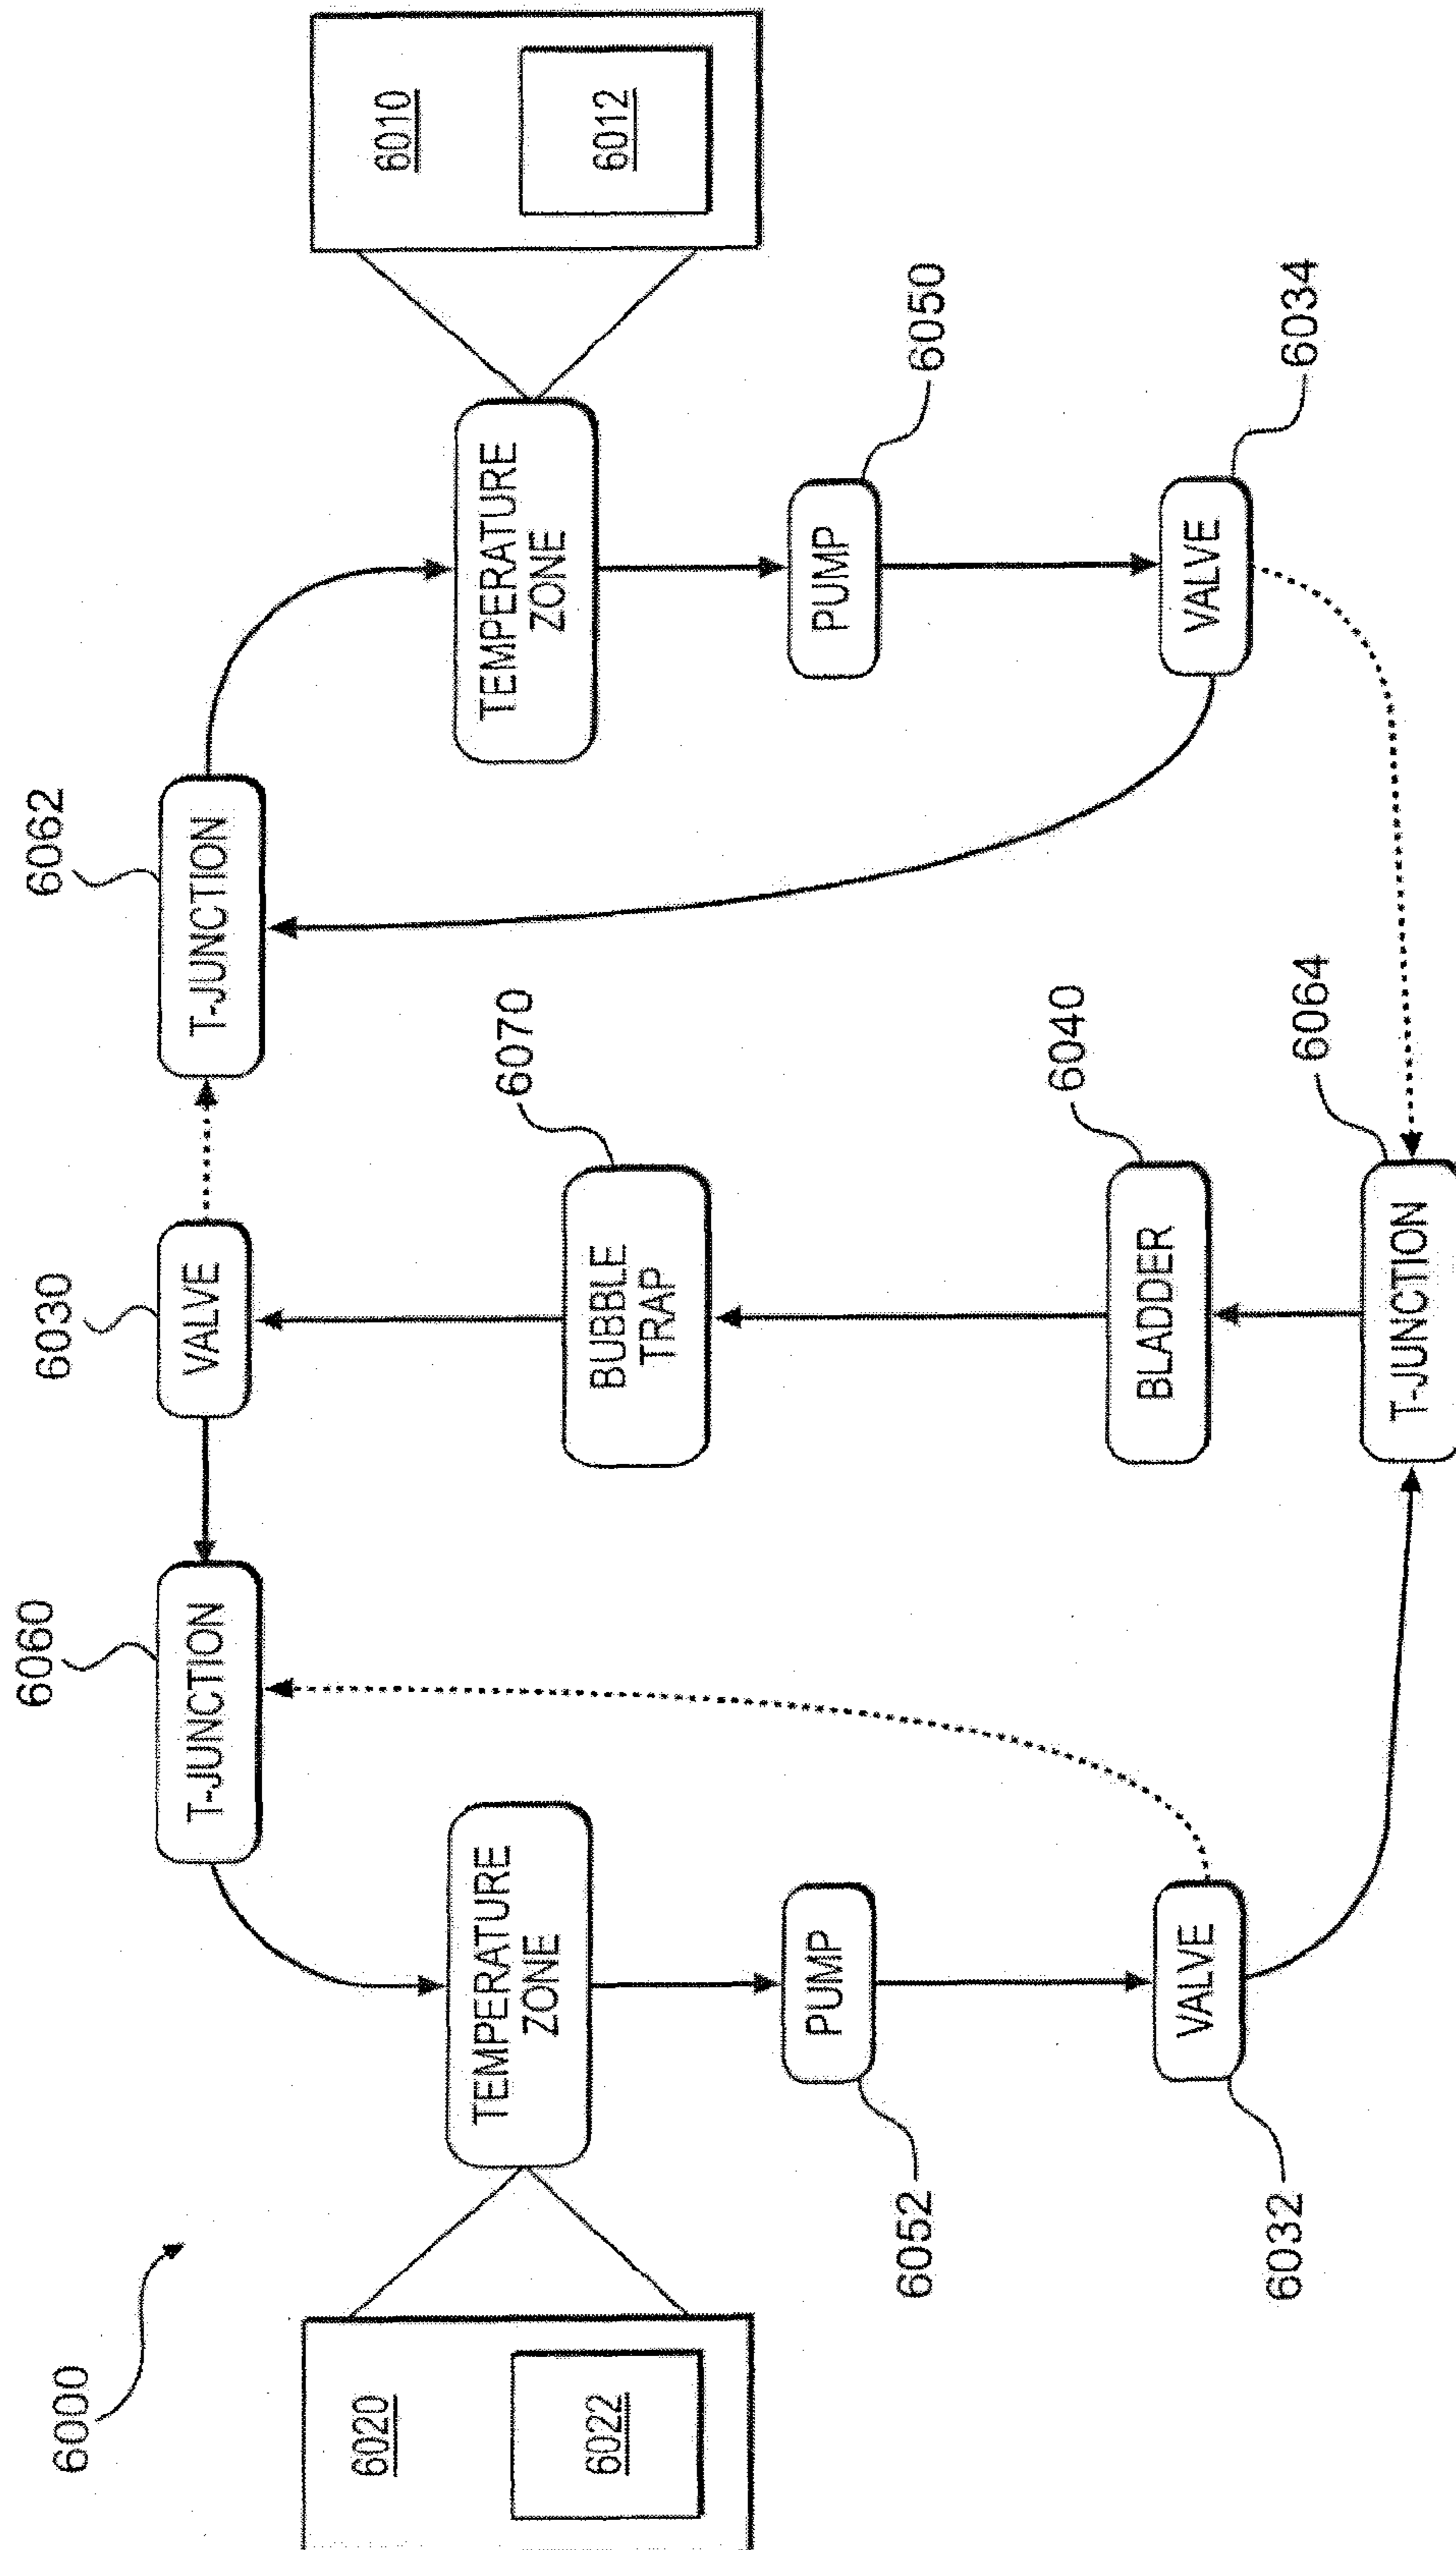 6000
6060
6030
6062
T-JUNCTION
VALVE
T-JUNCTION
6020
6022
TEMPERATURE
ZONE
6070
BUBBLE
TRAP
TEMPERATURE
ZONE
6010
6012
PUMP
6052
PUMP
6050
6040
BLADDER
VALVE
6032
VALVE
6034
6064
T-JUNCTION